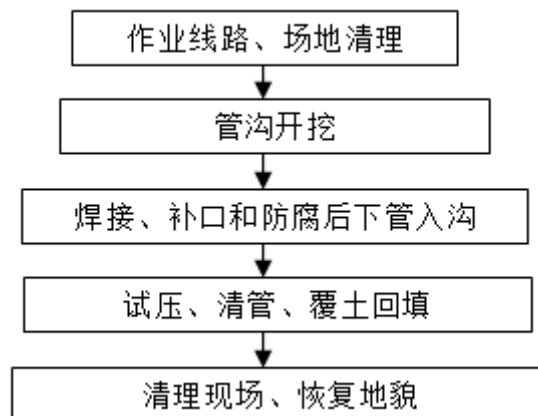 作业线路、场地清理
管沟开挖
焊接、补口和防腐后下管入沟
试压、清管、覆土回填
清理现场、恢复地貌